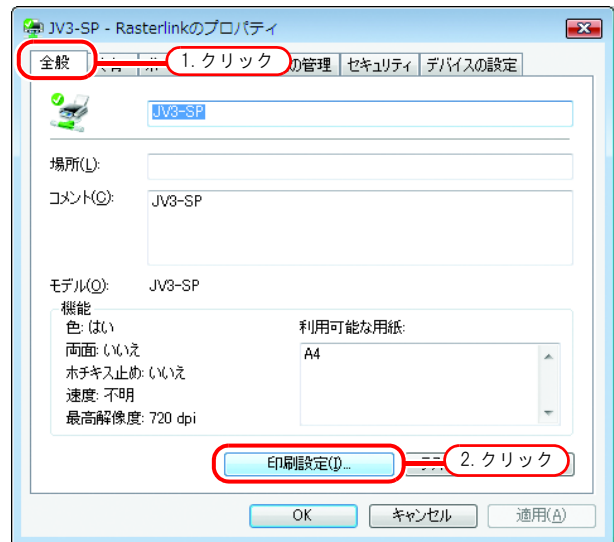 JV3-SP - Rasterlinkのプロパティ
全般 1. クリック の管理 セキュリティ デバイスの設定
JV3-SP
場所(L):
コメント(C): JV3-SP
モデル(O): JV3-SP
機能
色: はい
両面: いいえ
ホチキス止め: いいえ
速度: 不明
最高解像度: 720 dpi
利用可能な用紙:
A4
印刷設定(I)... 2. クリック
OK キャンセル 適用(A)